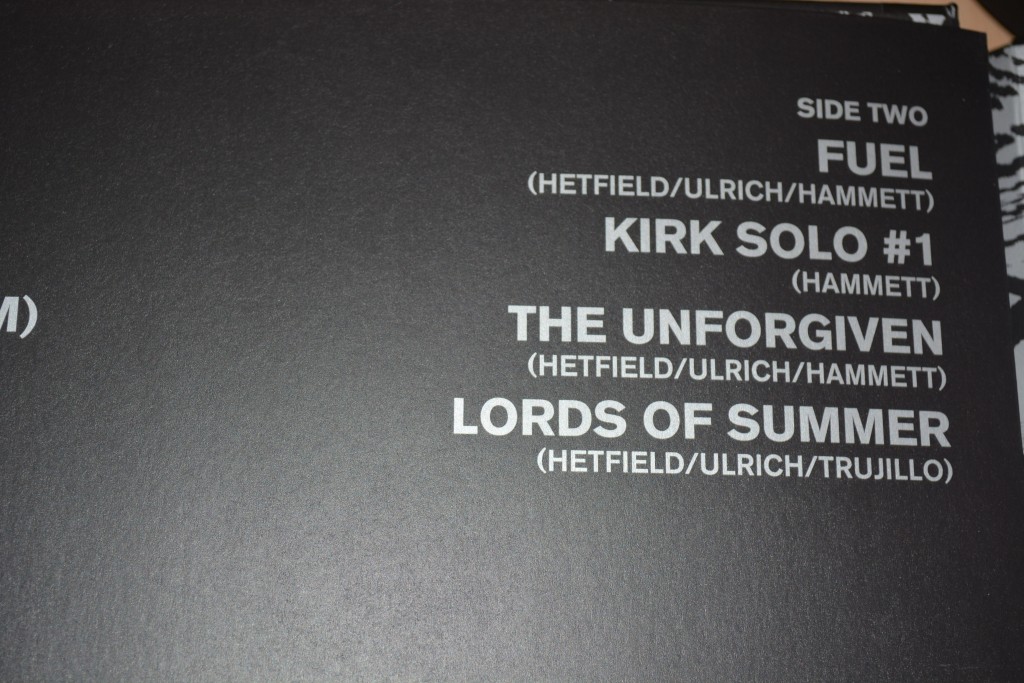 SIDE TWO
FUEL
(HETFIELD/ULRICH/HAMMETT)
KIRK SOLO #1
(HAMMETT)
M)
THE UNFORGIVEN
(HETFIELD/ULRICH/HAMMETT)
LORDS OF SUMMER
(HETFIELD/ULRICH/TRUJILLO)